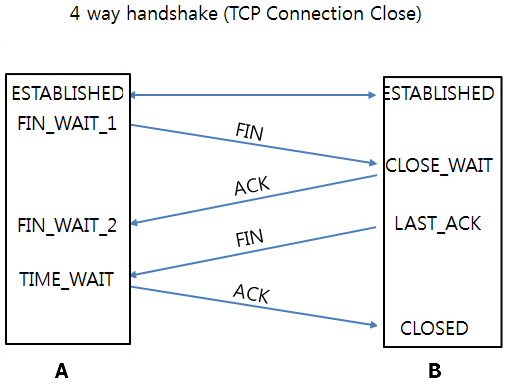 4 way handshake (TCP Connection Close)
ESTABLISHED
ESTABLISHED
FIN_WAIT_1
FIN
CLOSE_WAIT
ACK
FIN_WAIT_2
LAST_ACK
FIN
TIME_WAIT
ACK
CLOSED
A
B